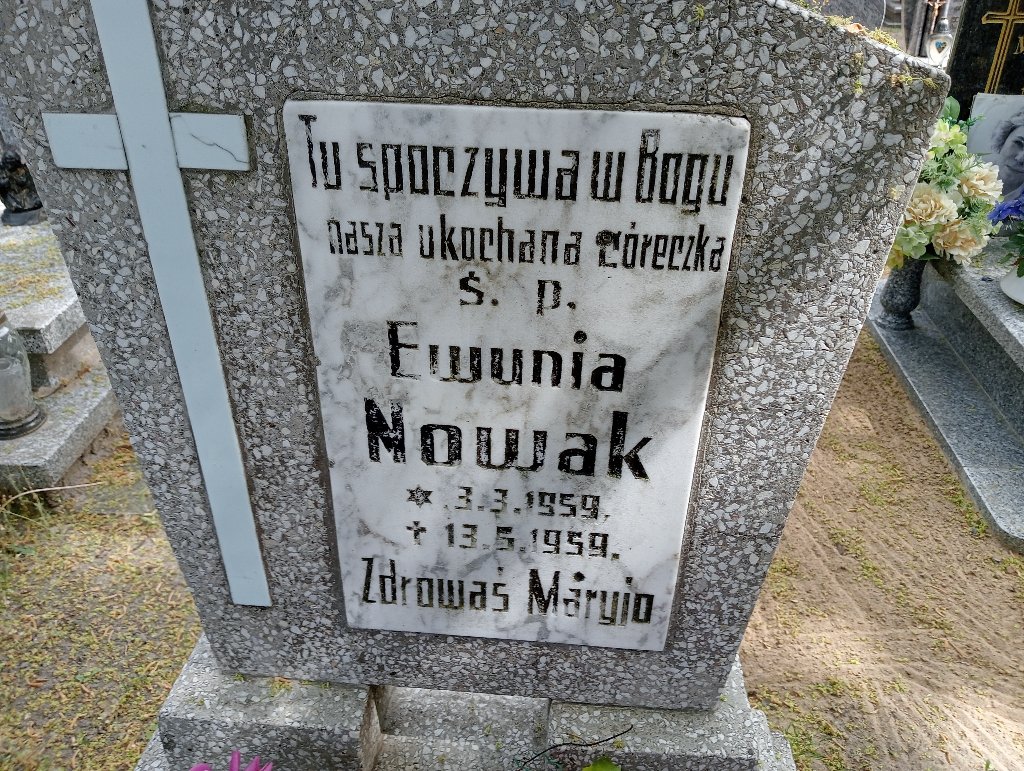 Tu spoczywa w Bogu
nasza ukochana córeczka
ś. p.
Ewunia
Nowak
✡ 3.3.1959.
✝ 13.5.1959.
Zdrowaś Maryjo